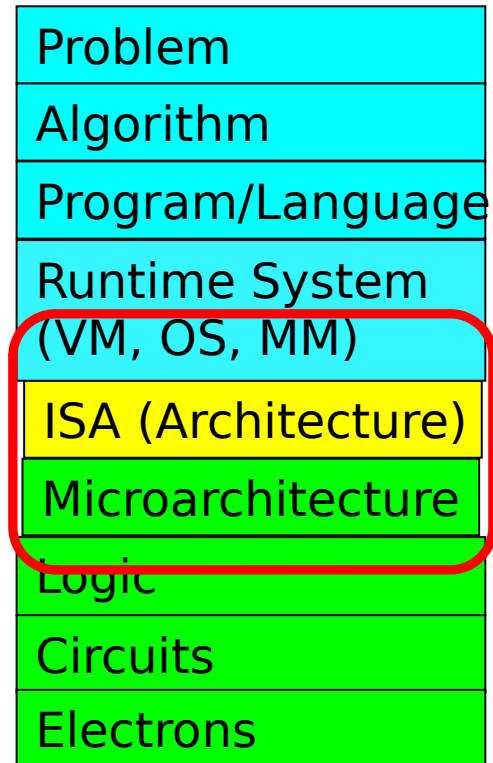 Problem
Algorithm
Program/Language
Runtime System
(VM, OS, MM)
ISA (Architecture)
Microarchitecture
Logic
Circuits
Electrons